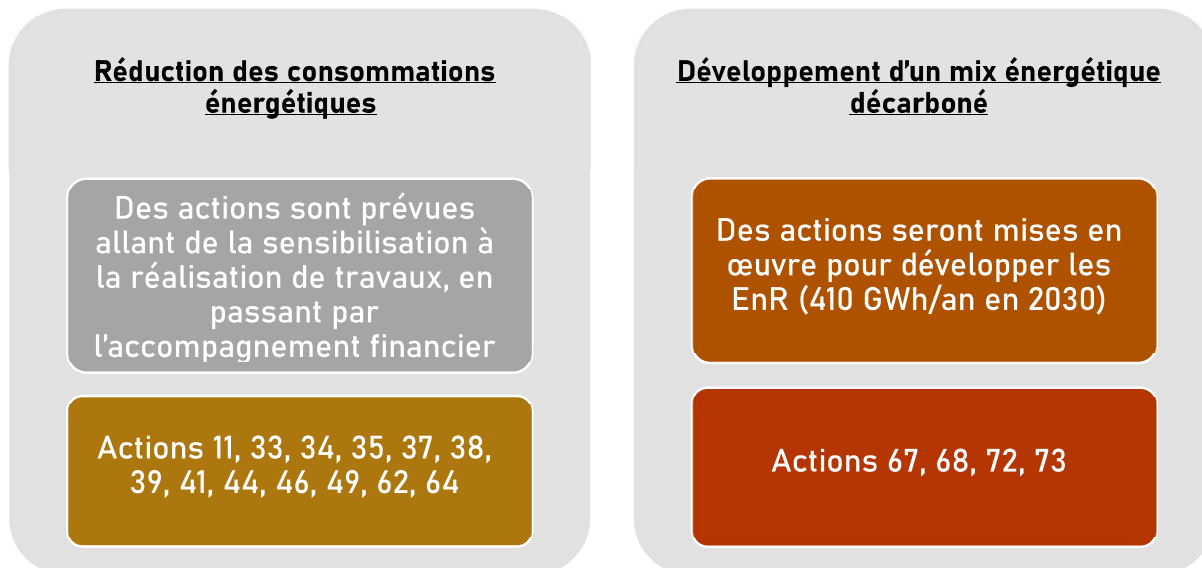 Réduction des consommations
énergétiques
Des actions sont prévues
allant de la sensibilisation à
la réalisation de travaux, en
passant par
l'accompagnement financier
Actions 11, 33, 34, 35, 37, 38,
39, 41, 44, 46, 49, 62, 64
Développement d'un mix énergétique
décarboné
Des actions seront mises en
œuvre pour développer les
EnR (410 GWh/an en 2030)
Actions 67, 68, 72, 73